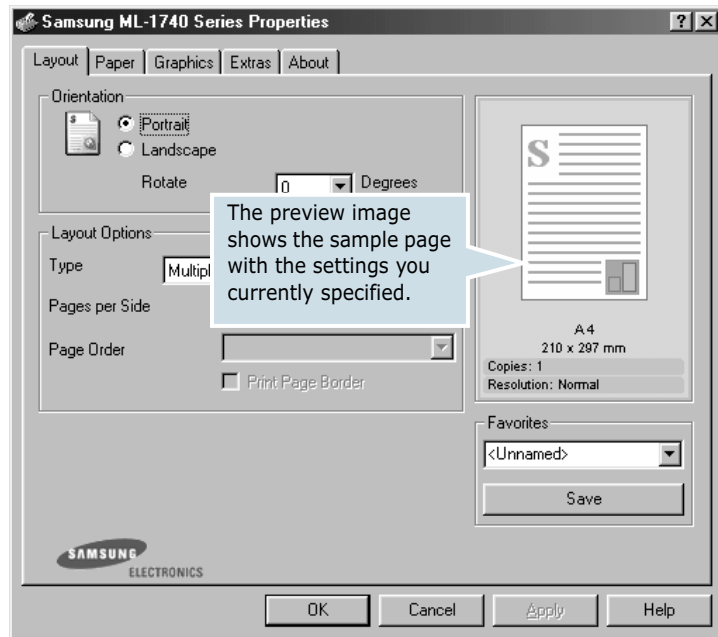 Samsung ML-1740 Series Properties
Layout Paper Graphics Extras About
Orientation
Portrait
Landscape
Rotate 0 Degrees
Layout Options
Type
Pages per Side
Page Order
Print Page Border
The preview image
shows the sample page
with the settings you
currently specified.
S
S
A4
210 x 297 mm
Copies: 1
Resolution: Normal
Favorites
<Unnamed>
Save
SAMSUNG
ELECTRONICS
OK Cancel Apply Help